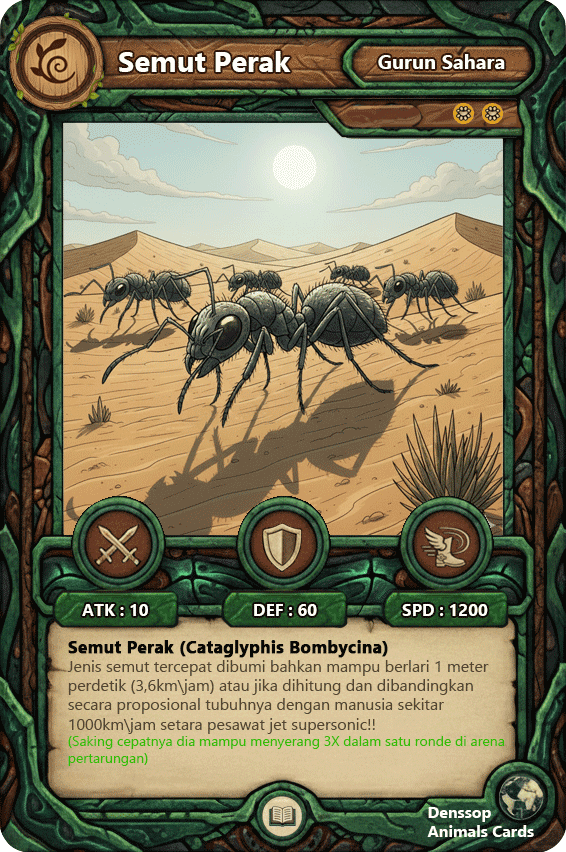 Semut Perak
Gurun Sahara
ATK : 10
DEF : 60
SPD : 1200
Semut Perak (Cataglyphis Bombycina)
Jenis semut tercepat dibumi bahkan mampu berlari 1 meter
perdetik (3,6km\jam) atau jika dihitung dan dibandingkan
secara proposional tubuhnya dengan manusia sekitar
1000km\jam setara pesawat jet supersonic!!
(Saking cepatnya dia mampu menyerang 3X dalam satu ronde di arena
pertarungan)
Denssop
Animals Cards